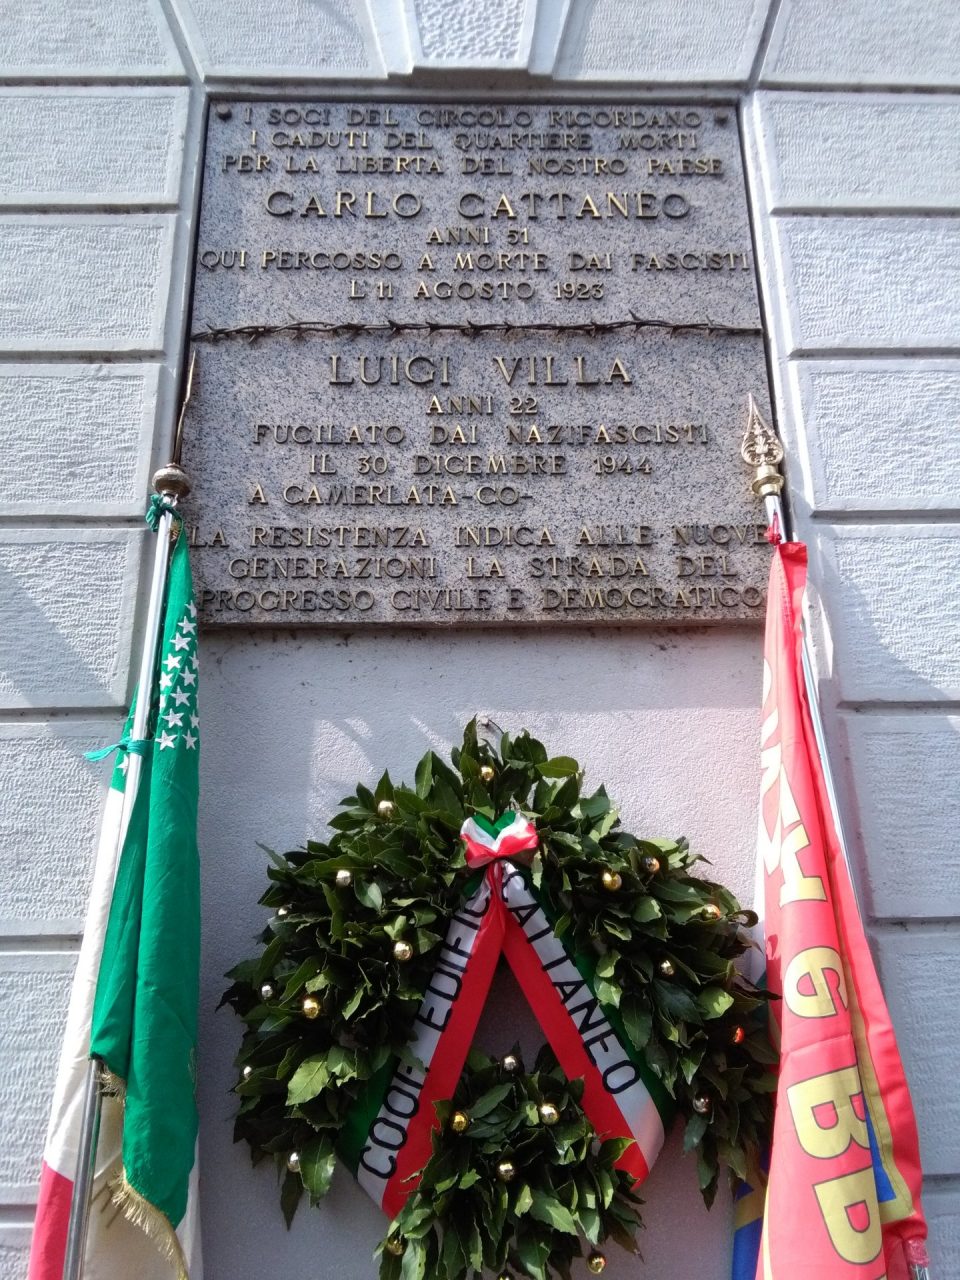 I SOCI DEL CIRCOLO RICORDANO
I CADUTI DEL QUARTIERE MORTI
PER LA LIBERTA DEL NOSTRO PAESE
CARLO CATTANEO
ANNI 51
QUI PERCOSSO A MORTE DAI FASCISTI
L'11 AGOSTO 1923
LUIGI VILLA
ANNI 22
FUCILATO DAI NAZIFASCISTI
IL 30 DICEMBRE 1944
A CAMERLATA-CO-
LA RESISTENZA INDICA ALLE NUOVE
GENERAZIONI LA STRADA DEL
PROGRESSO CIVILE E DEMOCRATICO
COOP. EDIFIC
CATTANEO